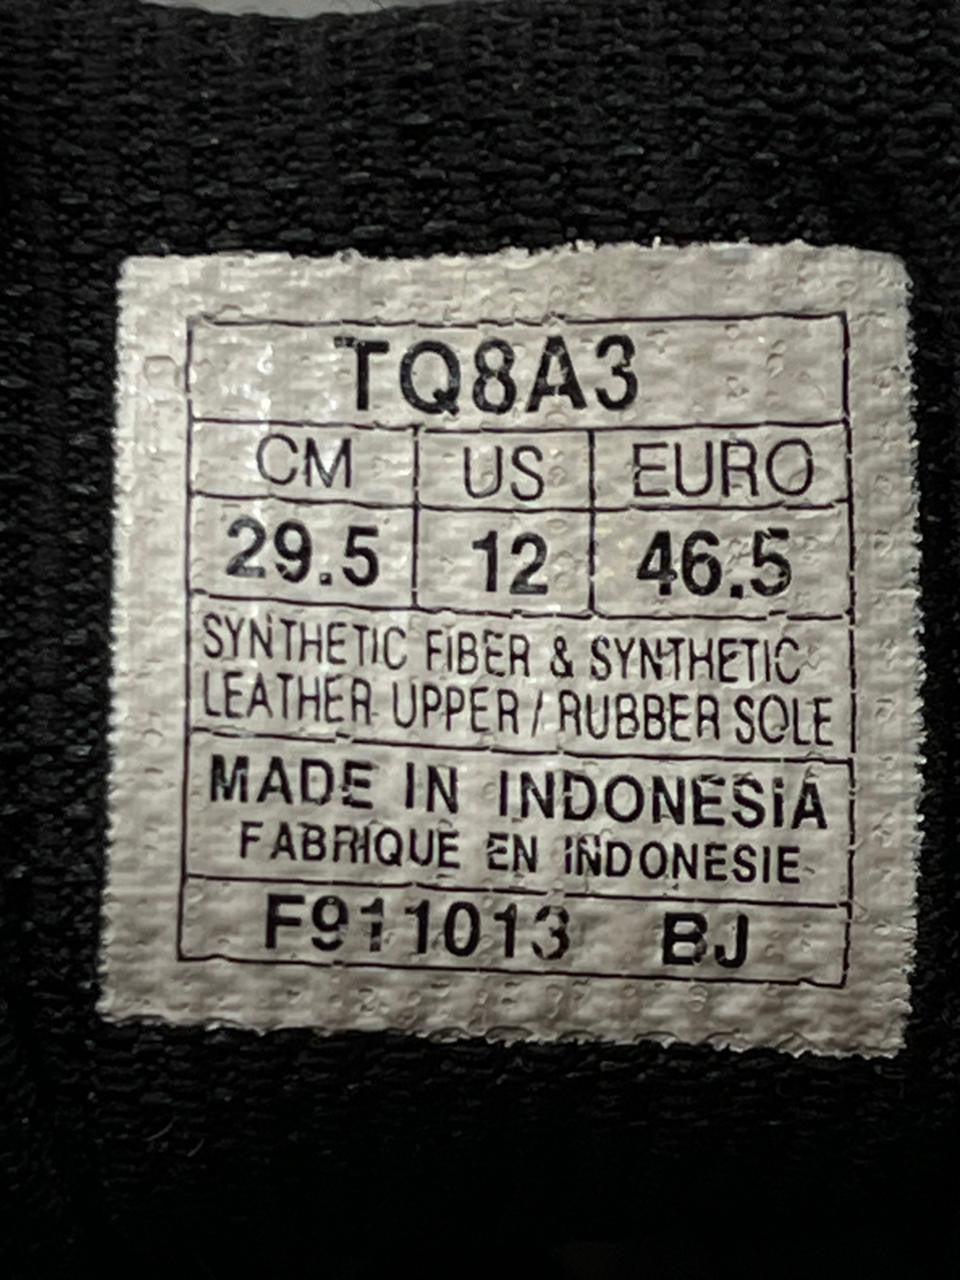 TQ8A3
CM US EURO
29.5 12 46.5
SYNTHETIC FIBER & SYNTHETIC
LEATHER UPPER / RUBBER SOLE
MADE IN INDONESIA
FABRIQUE EN INDONESIE
F911013 BJ